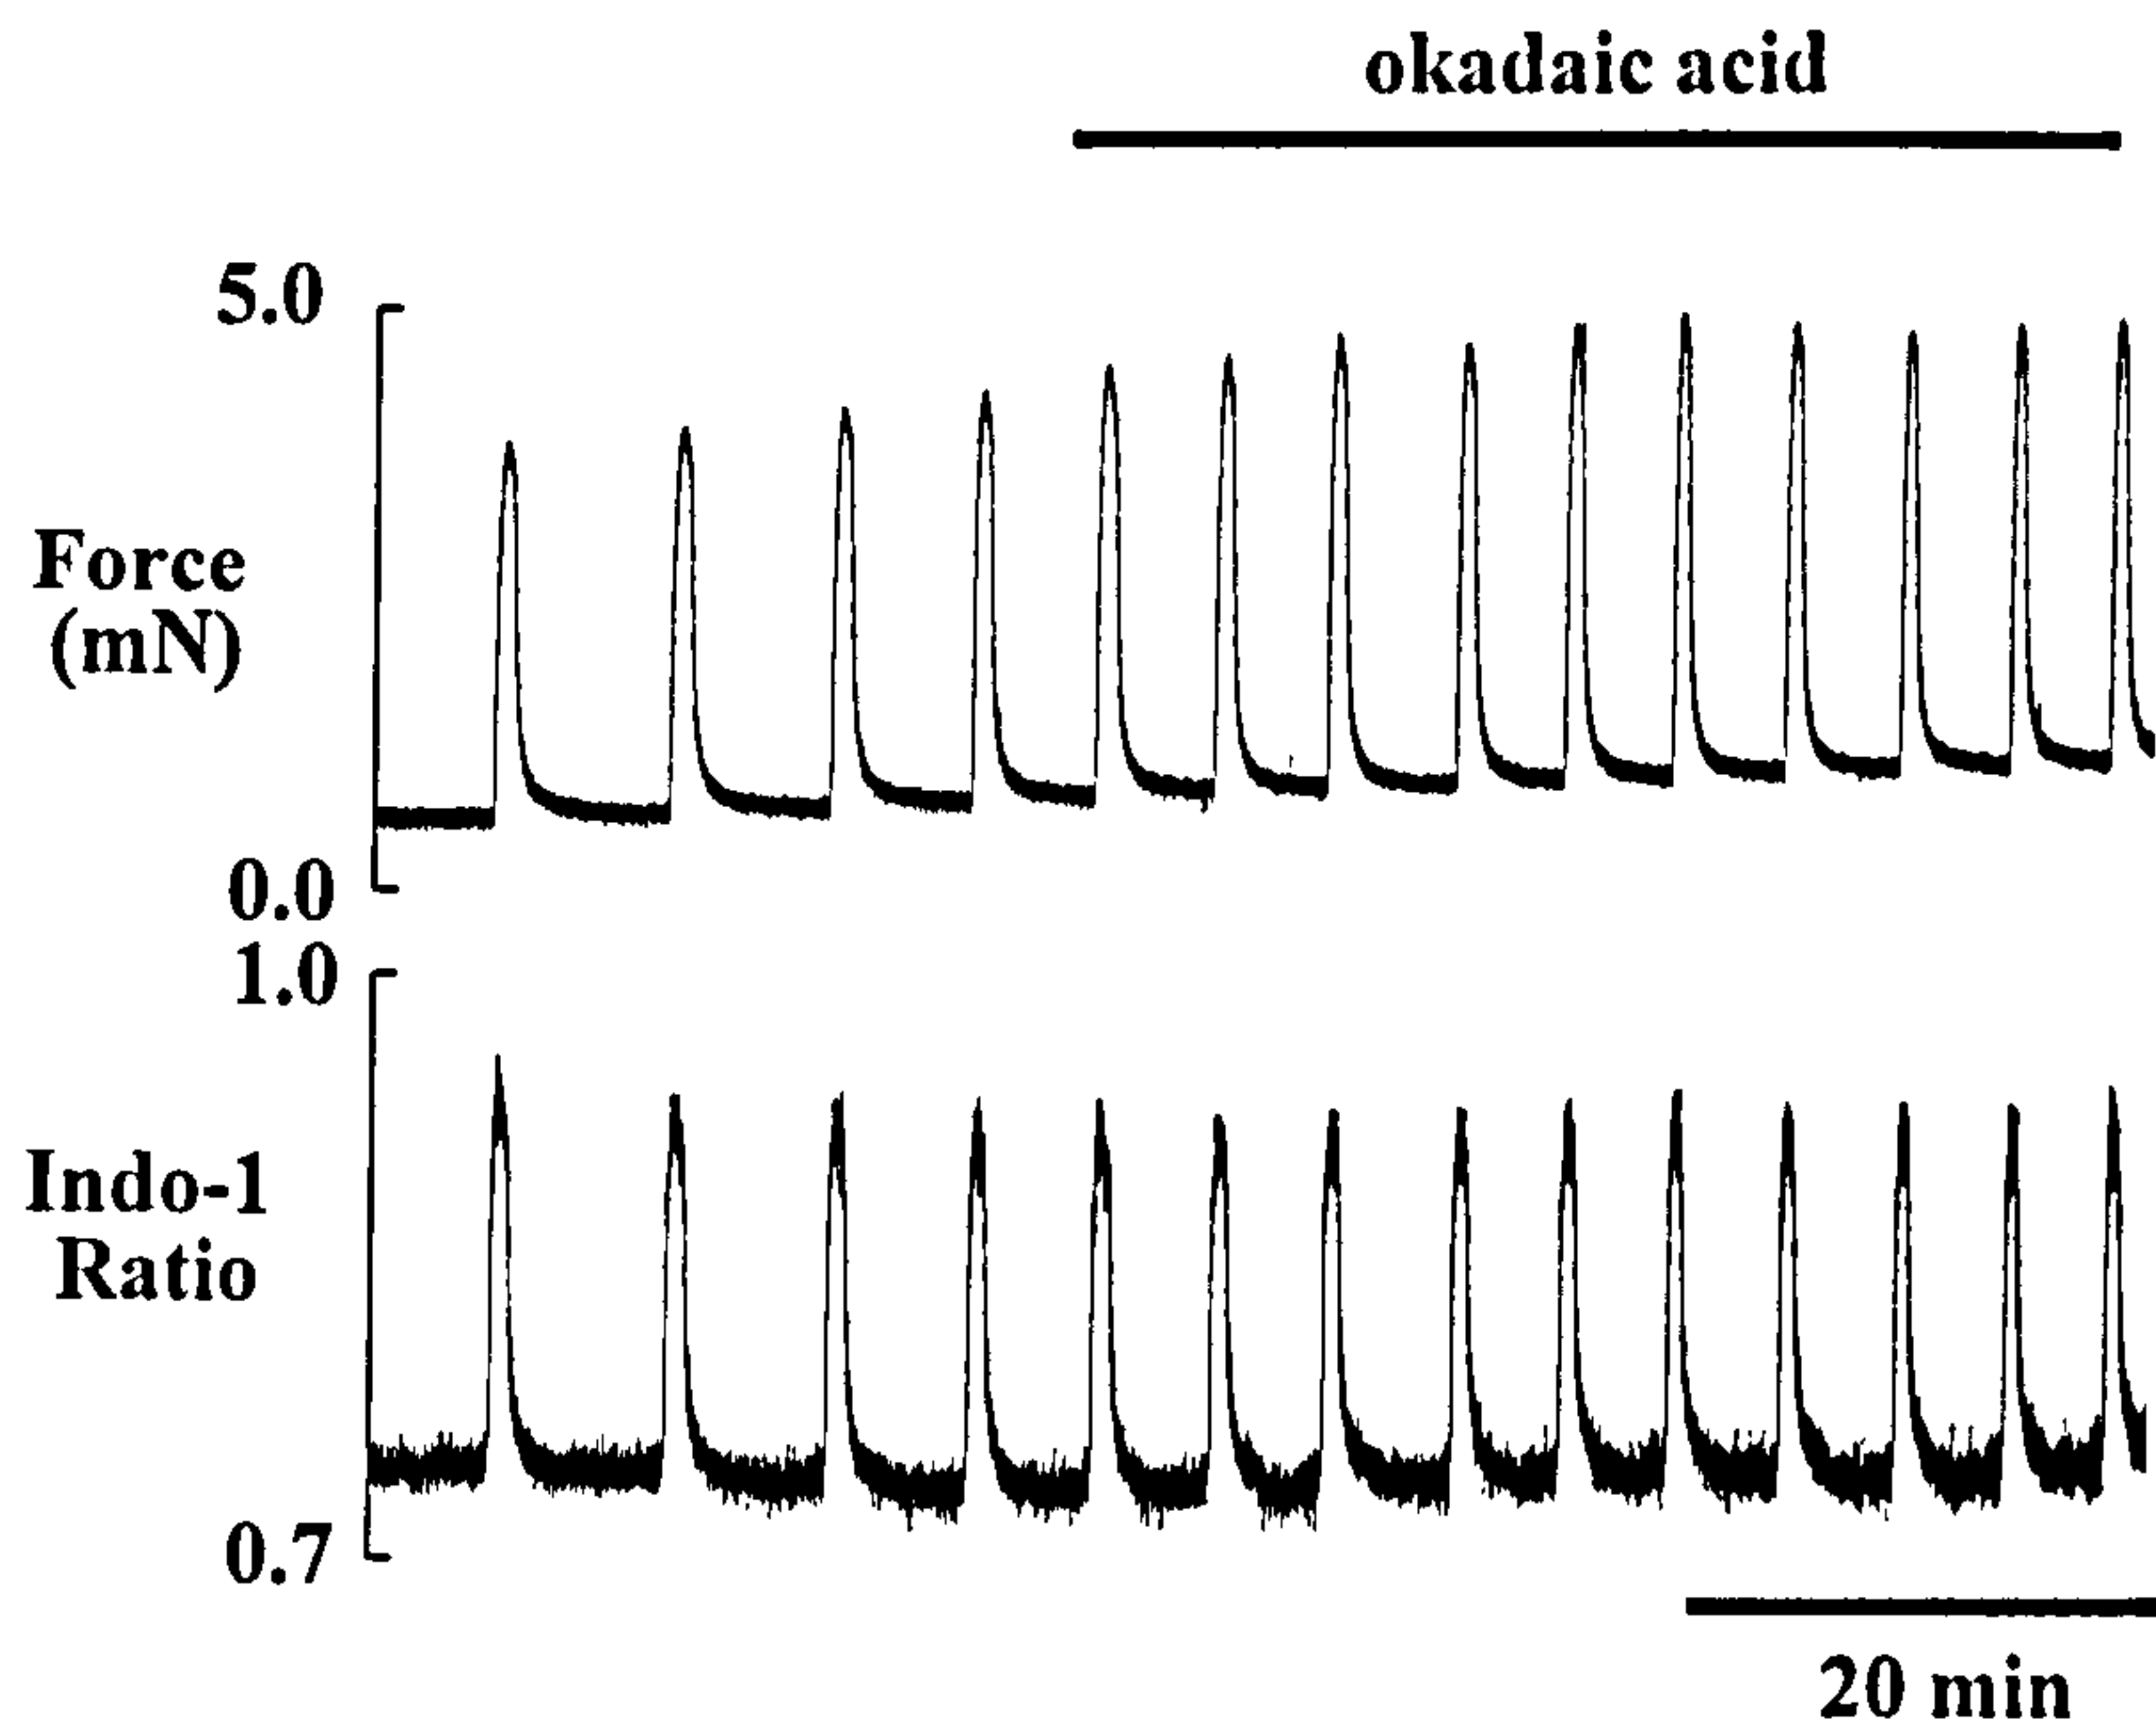 okadaic acid
5.0
Force
(mN)
0.0
1.0
Indo-1
Ratio
0.7
20 min